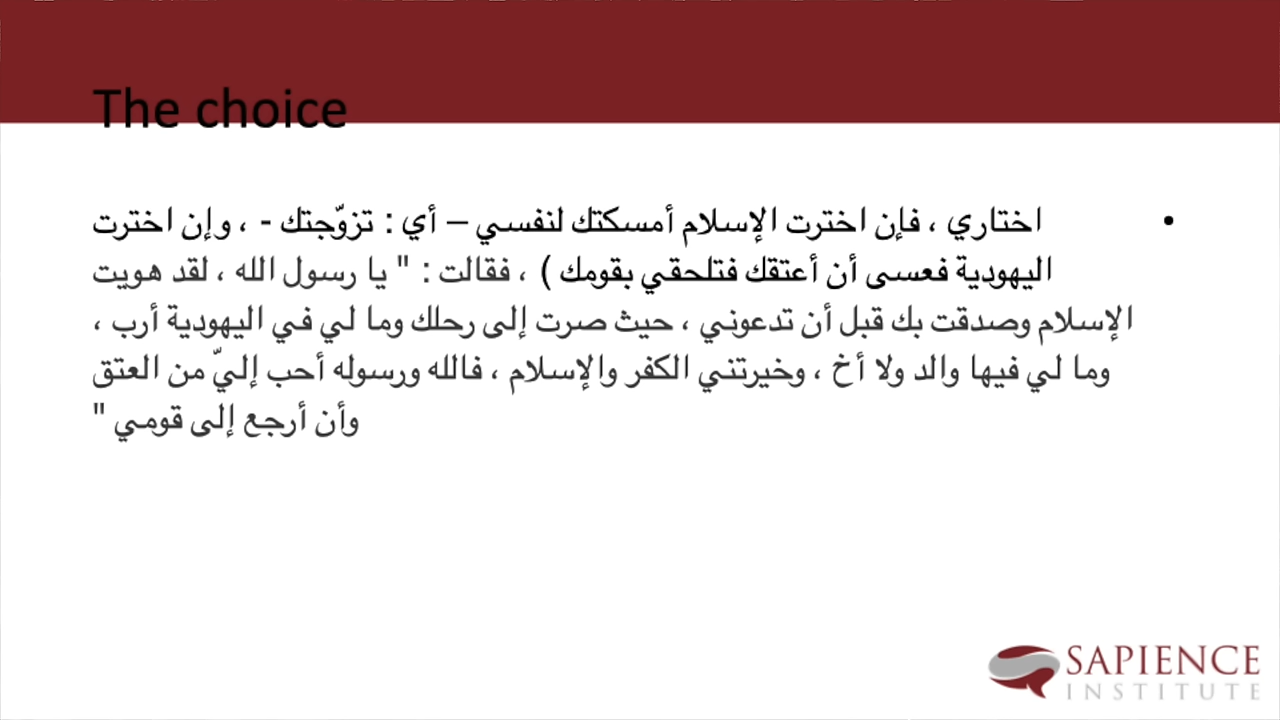 The choice
• اختاري ، فإن اخترت الإسلام أمسكتك لنفسي – أي : تزوّجتك - ، وإن اخترت
اليهودية فعسى أن أعتقك فتلحقي بقومك ) ، فقالت : " يا رسول الله ، لقد هويت
الإسلام وصدقت بك قبل أن تدعوني ، حيث صرت إلى رحلك وما لي في اليهودية أرب ،
وما لي فيها والد ولا أخ ، وخيرتني الكفر والإسلام ، فالله ورسوله أحب إليّ من العتق
وأن أرجع إلى قومي "
SAPIENCE
INSTITUTE